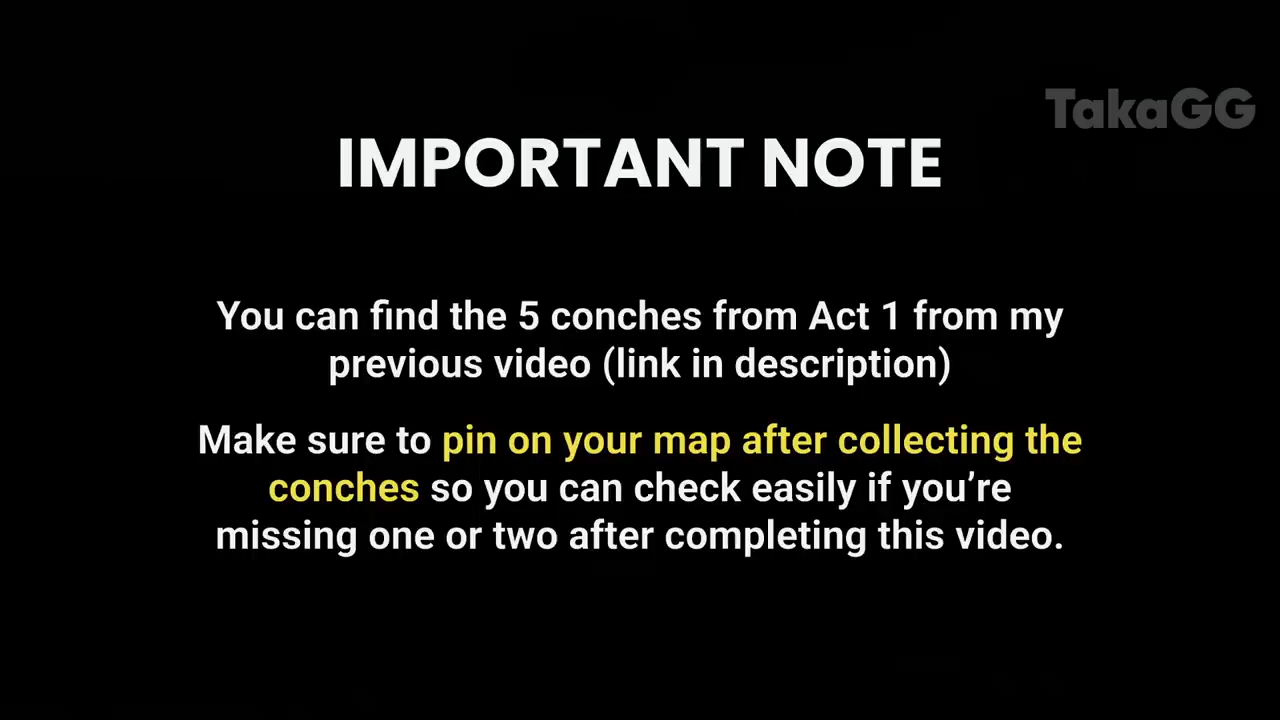 TakaGG
IMPORTANT NOTE
You can find the 5 conches from Act 1 from my
previous video (link in description)
Make sure to pin on your map after collecting the
conches so you can check easily if you’re
missing one or two after completing this video.